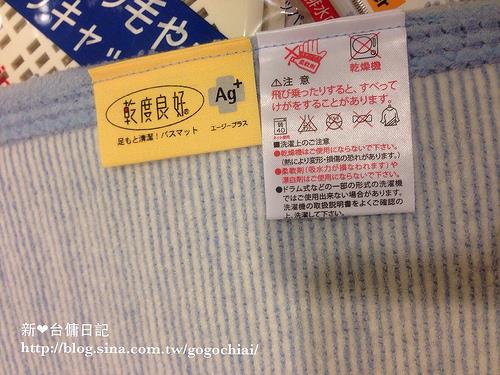 毛や
キャッ
乾度良好®
Ag+
足もと清潔！バスマット
エージープラス
柔軟剤
乾燥機
⚠注意
飛び乗ったりすると、すべって
けがをすることがあります。
40
■洗濯上のご注意
●乾燥機はご使用にならないで下さい。
(熱により変形・損傷の恐れがあります。)
●柔軟剤(吸水力が損なわれます)や
漂白剤はご使用にならないで下さい。
●ドラム式などの一部の形式の洗濯機
ではご使用出来ない場合があります。
洗濯機の取扱説明書をよくご確認の
上、洗濯して下さい。
新❤台傭日記
http://blog.sina.com.tw/gogochiai/